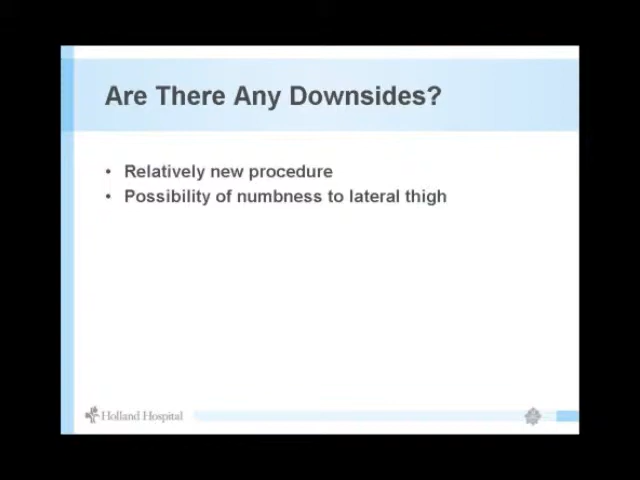 Are There Any Downsides?
• Relatively new procedure
• Possibility of numbness to lateral thigh
Holland Hospital